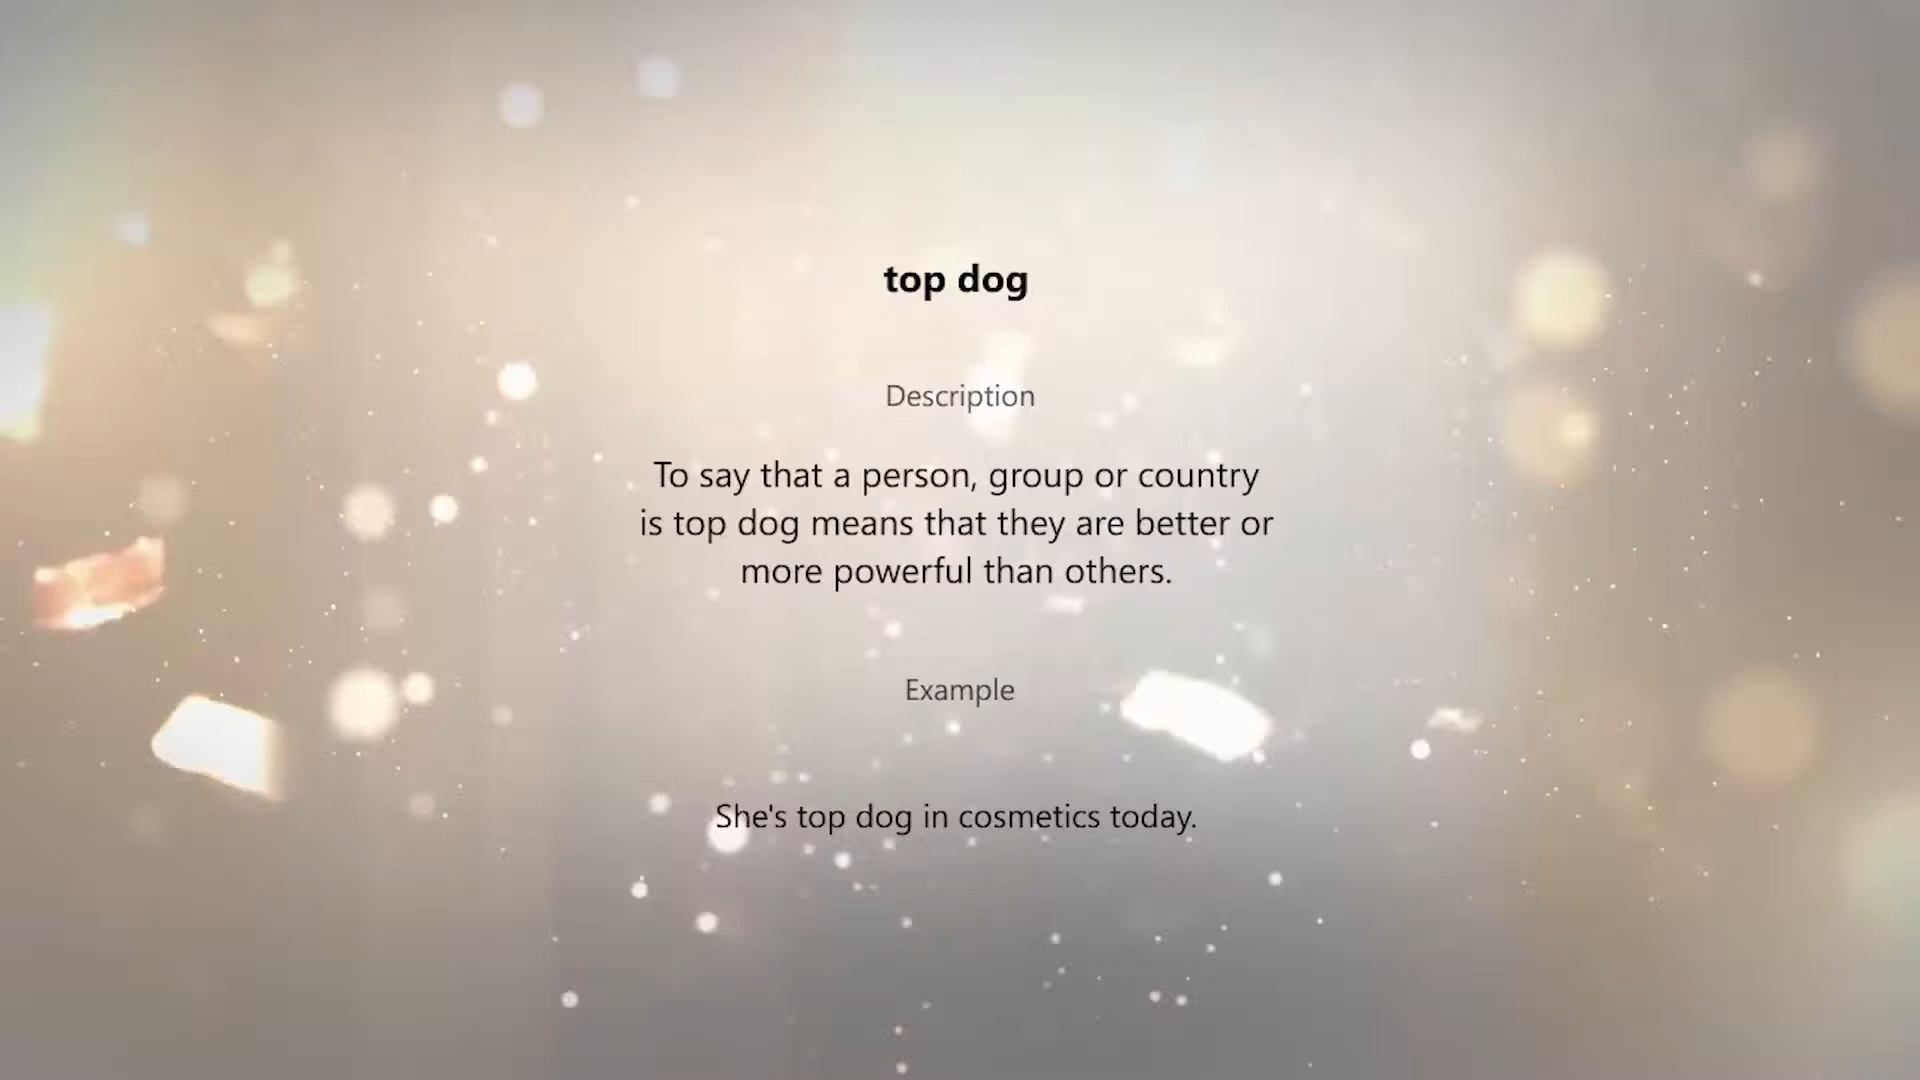 top dog
Description
To say that a person, group or country
is top dog means that they are better or
more powerful than others.
Example
She's top dog in cosmetics today.